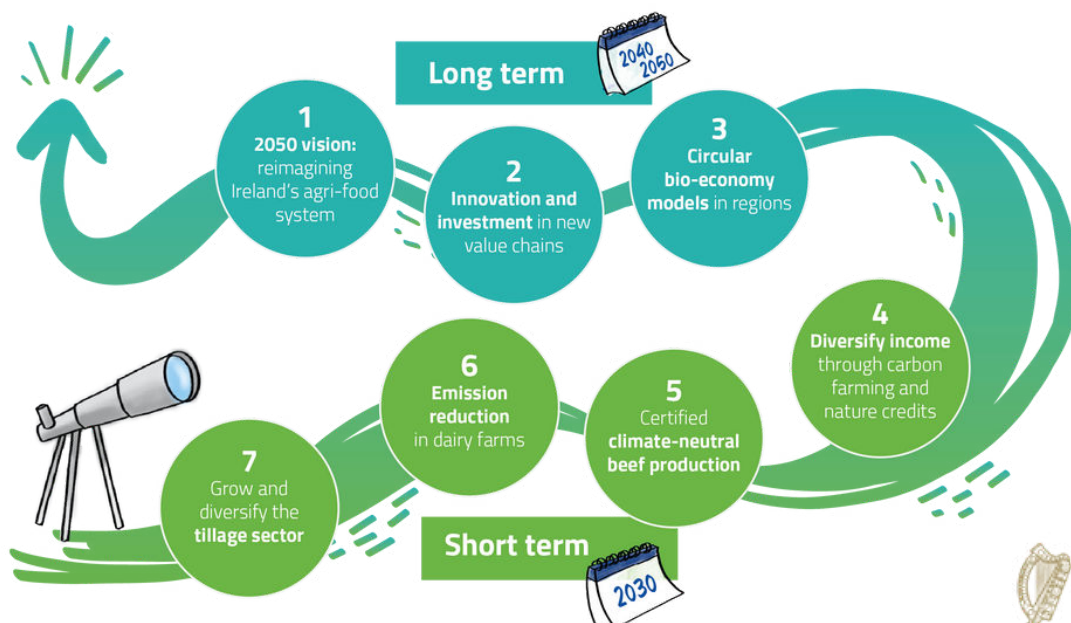 Long term
2040
2050
1
2050 vision:
reimagining
Ireland's agri-food
system
2
Innovation and
investment in new
value chains
3
Circular
bio-economy
models in regions
4
Diversify income
through carbon
farming and
nature credits
5
Certified
climate-neutral
beef production
6
Emission
reduction
in dairy farms
7
Grow and
diversify the
tillage sector
Short term
2030